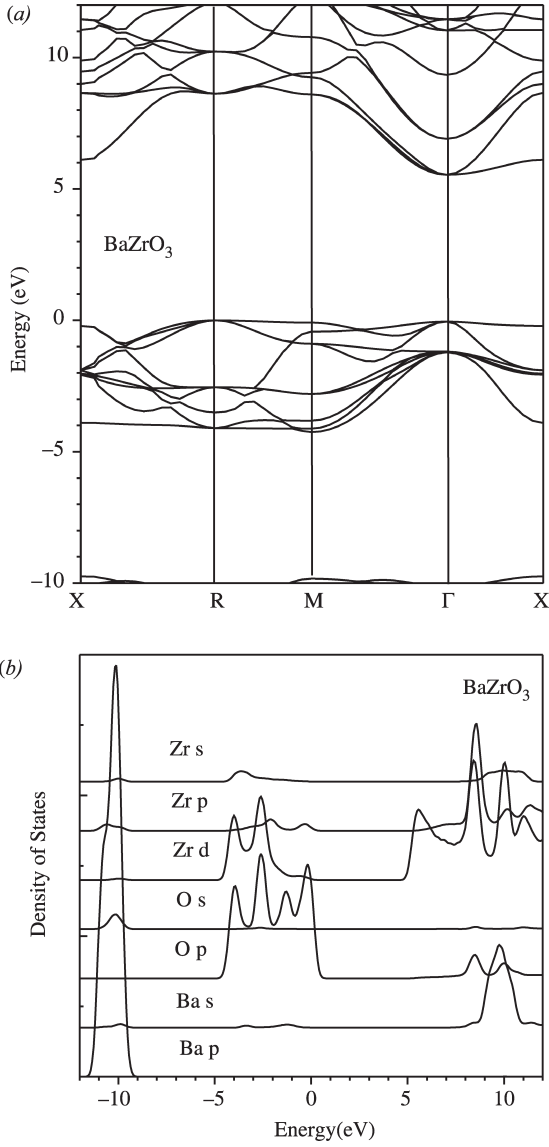 (a)
10
5
BaZrO₃
0
−5
−10
Energy (eV)
X R M Γ X
(b)
BaZrO₃
Zr s
Zr p
Zr d
O s
O p
Ba s
Ba p
Density of States
−10 −5 0 5 10
Energy(eV)